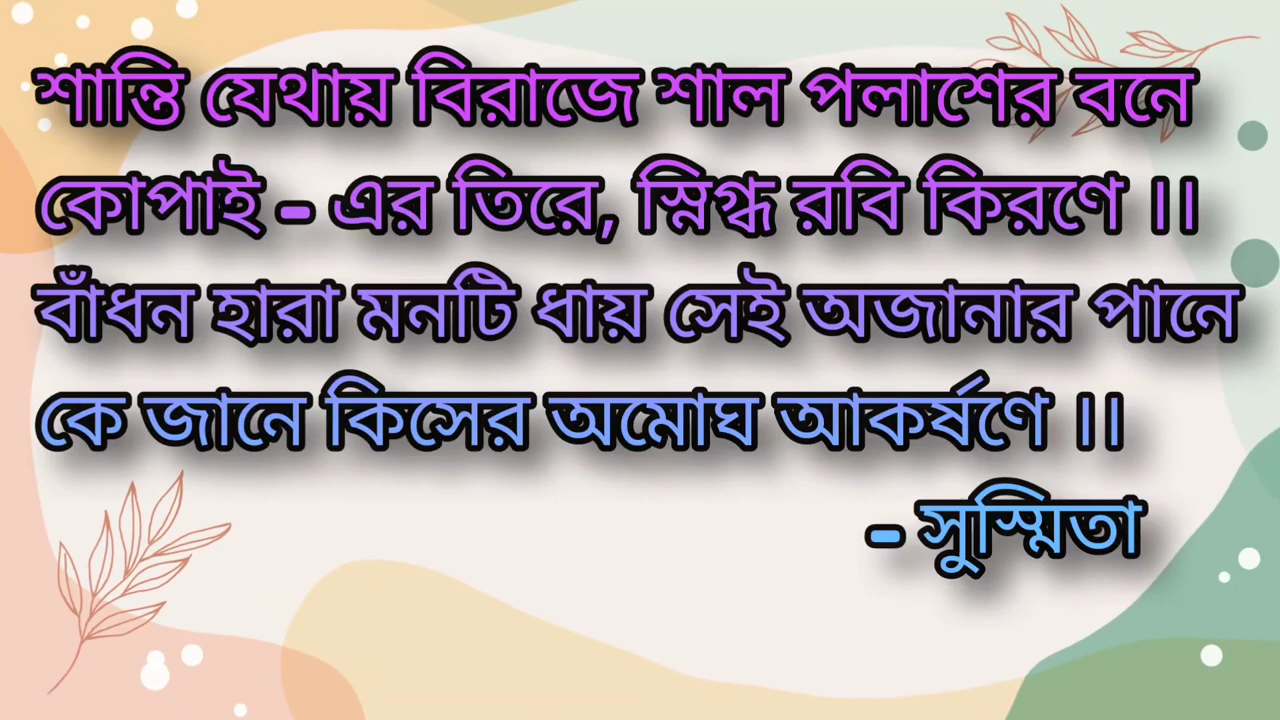 শান্তি যেথায় বিরাজে শাল পলাশের বনে
কোপাই - এর তিরে, স্নিগ্ধ রবি কিরণে ।।
বাঁধন হারা মনটি ধায় সেই অজানার পানে
কে জানে কিসের অমোঘ আকর্ষণে ।।
- সুস্মিতা